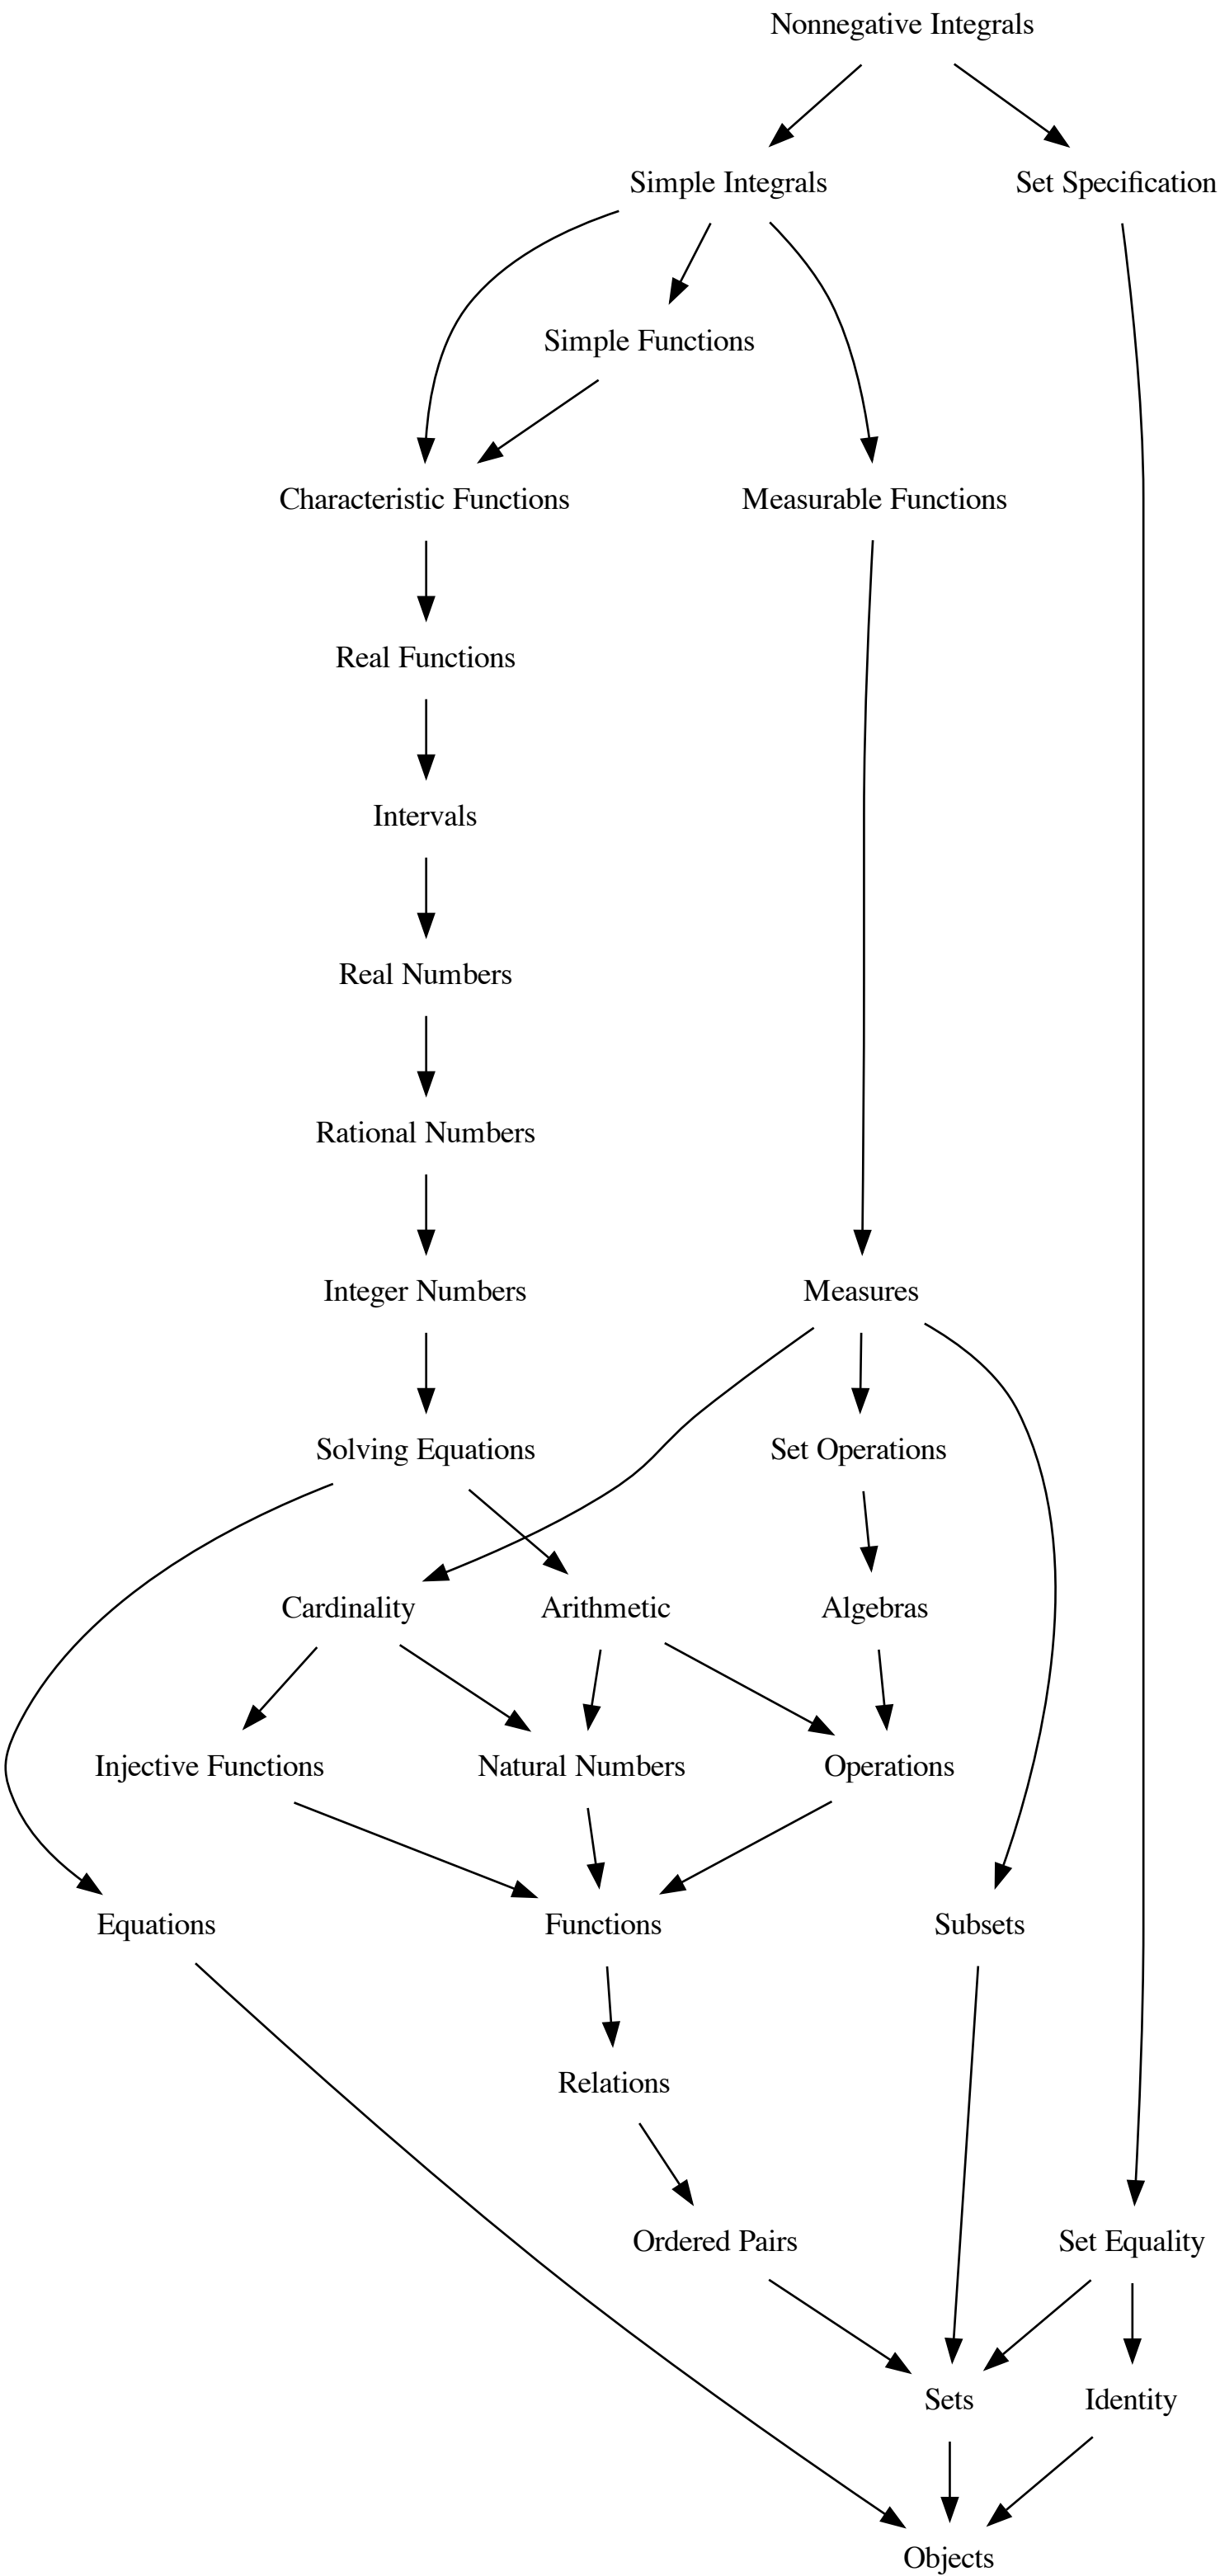 Nonnegative Integrals
Simple Integrals
Set Specification
Simple Functions
Characteristic Functions
Measurable Functions
Real Functions
Intervals
Real Numbers
Rational Numbers
Integer Numbers
Measures
Solving Equations
Set Operations
Cardinality
Arithmetic
Algebras
Injective Functions
Natural Numbers
Operations
Equations
Functions
Subsets
Relations
Ordered Pairs
Set Equality
Sets
Identity
Objects